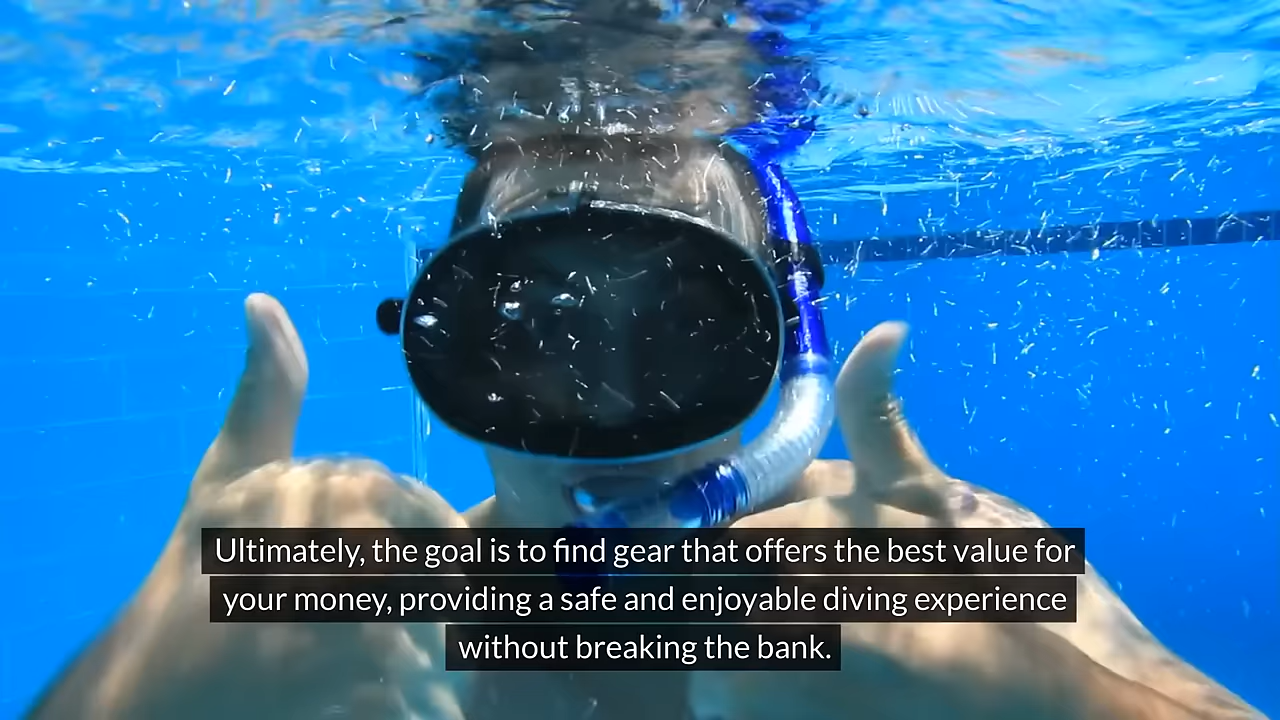 Ultimately, the goal is to find gear that offers the best value for
your money, providing a safe and enjoyable diving experience
without breaking the bank.